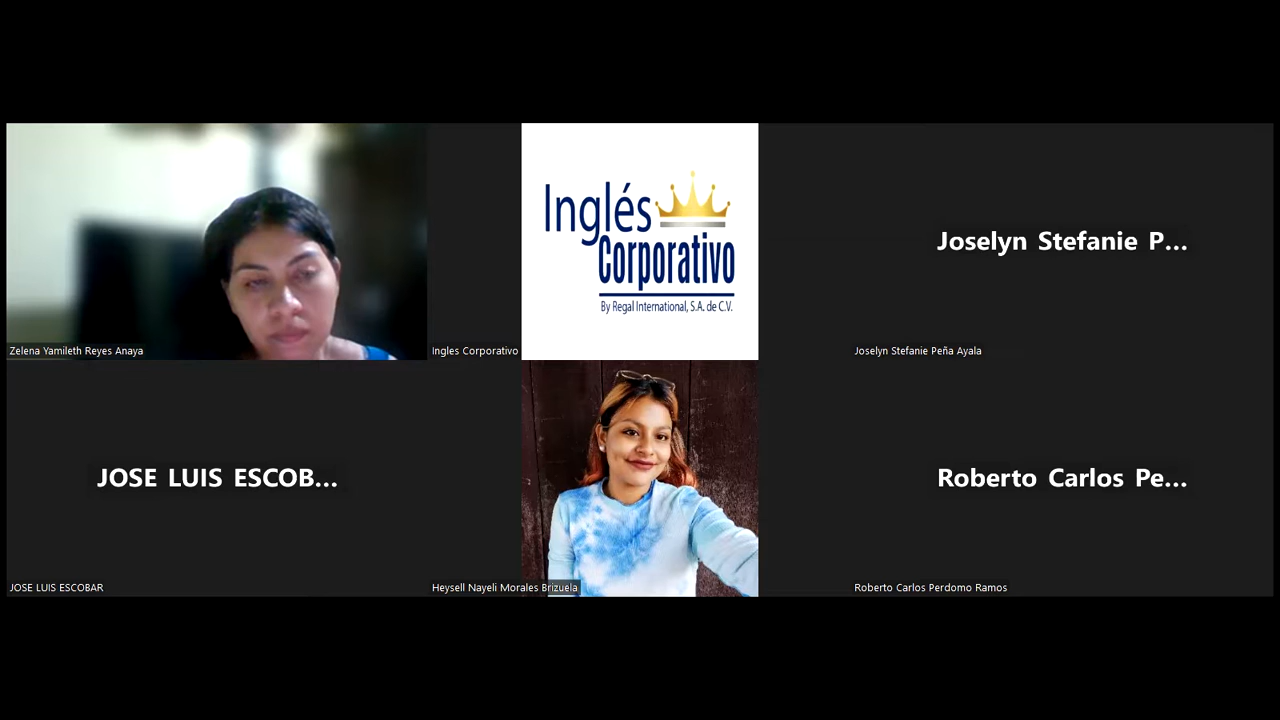 Zelena Yamileth Reyes Anaya
Inglés
Corporativo
By Regal International, S.A. de C.V.
Ingles Corporativo
Joselyn Stefanie P...
Joselyn Stefanie Peña Ayala
JOSE LUIS ESCOB...
JOSE LUIS ESCOBAR
Heysell Nayeli Morales Brizuela
Roberto Carlos Pe...
Roberto Carlos Perdomo Ramos